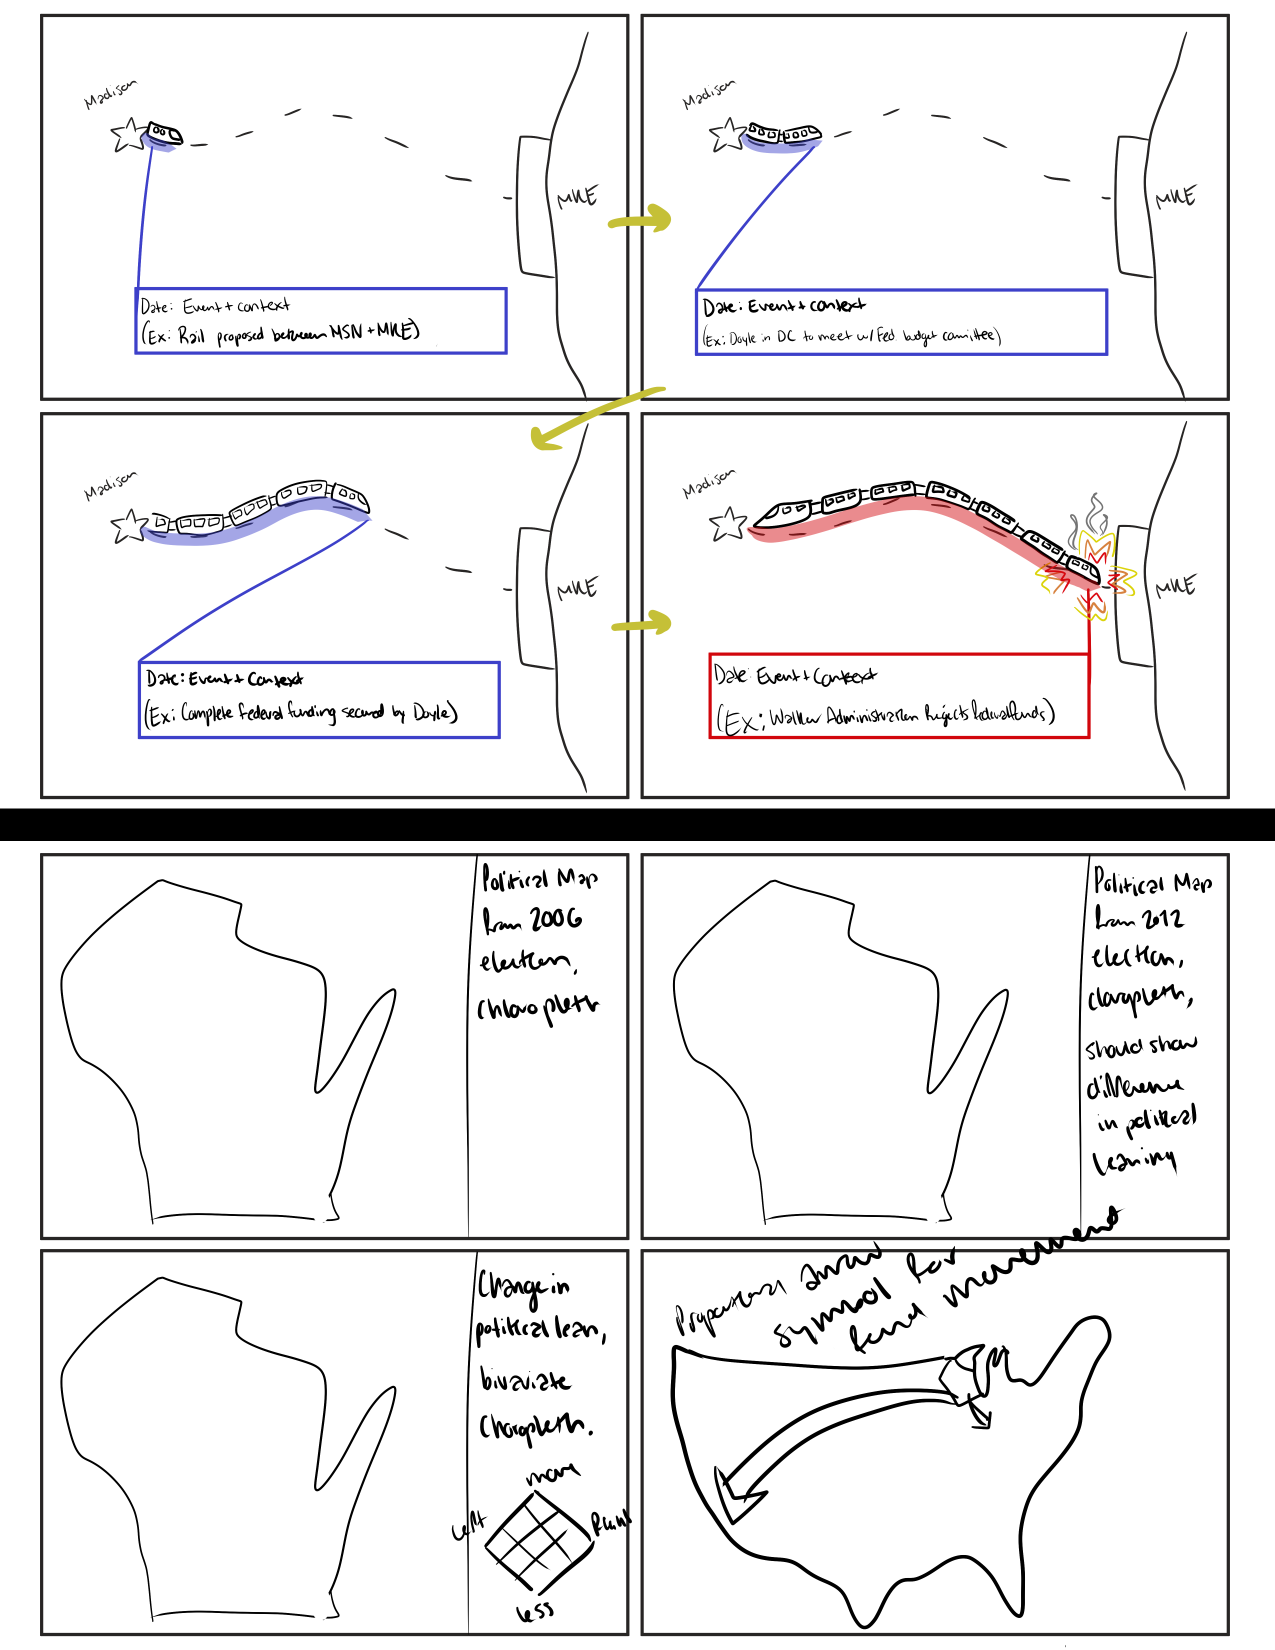 Madison
MKE
Date: Event + context
(Ex: Rail proposed between MSN + MKE)
Madison
MKE
Date: Event + context
(Ex: Doyle in DC to meet w/ Fed. budget comittee)
Madison
MKE
Date: Event + Context
(Ex: Complete federal funding secured by Doyle)
Madison
MKE
Date: Event + Context
(Ex: Walker Administration Rejects federal funds)
Political Map
from 2006
election,
Chloropleth
Political Map
from 2012
election,
choropleth,
should show
difference
in political
leaning
Change in
political lean,
bivariate
Choropleth.
more
Left
Right
less
Proportional arrow
symbol for
fund movement